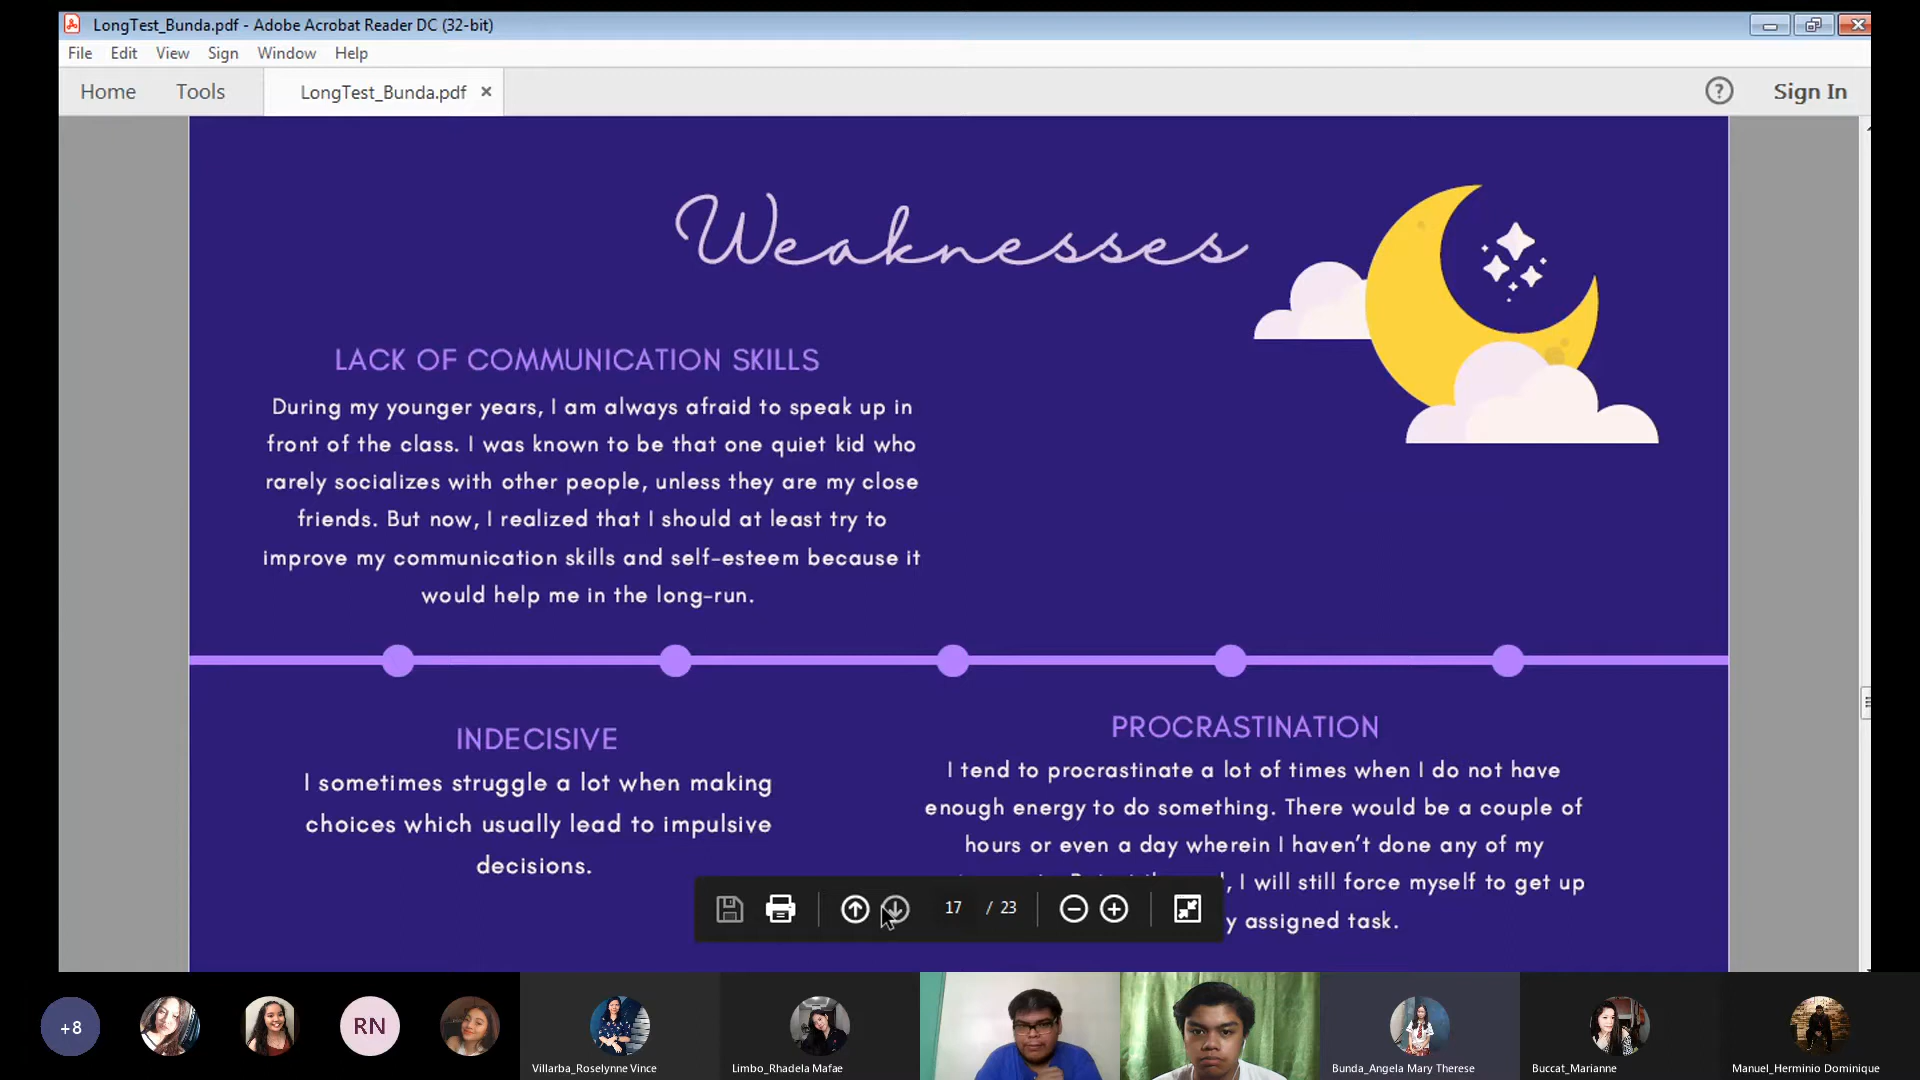 LongTest_Bunda.pdf - Adobe Acrobat Reader DC (32-bit)
File Edit View Sign Window Help
Home Tools LongTest_Bunda.pdf × ? Sign In
Weaknesses
LACK OF COMMUNICATION SKILLS
During my younger years, I am always afraid to speak up in
front of the class. I was known to be that one quiet kid who
rarely socializes with other people, unless they are my close
friends. But now, I realized that I should at least try to
improve my communication skills and self-esteem because it
would help me in the long-run.
INDECISIVE
I sometimes struggle a lot when making
choices which usually lead to impulsive
decisions.
PROCRASTINATION
I tend to procrastinate a lot of times when I do not have
enough energy to do something. There would be a couple of
hours or even a day wherein I haven't done any of my
, I will still force myself to get up
y assigned task.
17 / 23
+8
RN
Villarba_Roselynne Vince
Limbo_Rhadela Mafae
Bunda_Angela Mary Therese
Buccat_Marianne
Manuel_Herminio Dominique